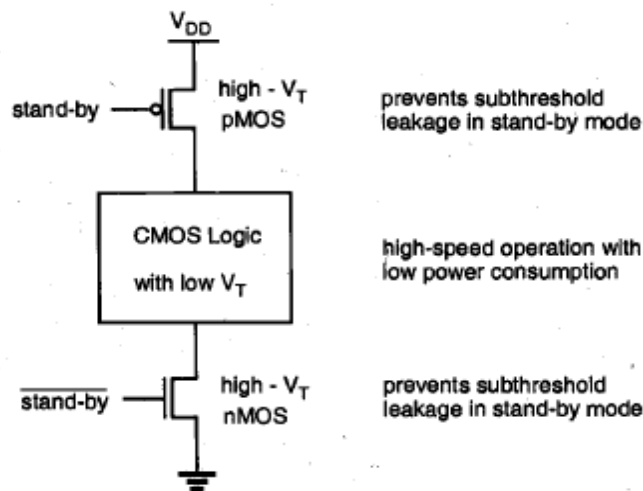 V_DD
stand-by
high - V_T
pMOS
prevents subthreshold
leakage in stand-by mode
CMOS Logic
with low V_T
high-speed operation with
low power consumption
stand-by
high - V_T
nMOS
prevents subthreshold
leakage in stand-by mode